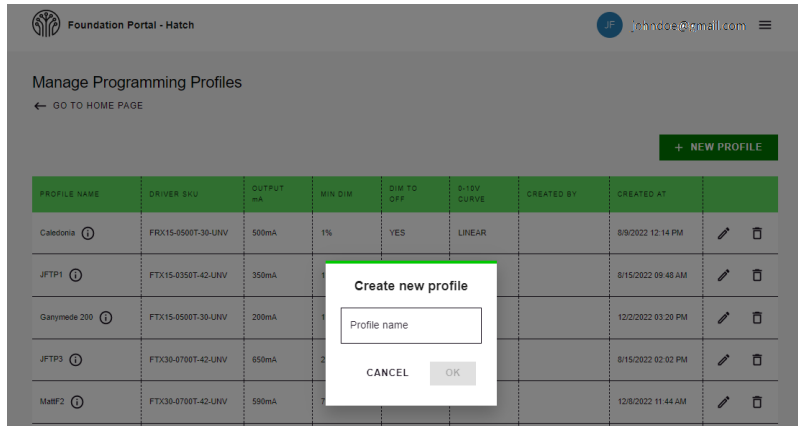 Foundation Portal - Hatch
JF johndoe@gmail.com
Manage Programming Profiles
← GO TO HOME PAGE
+ NEW PROFILE
PROFILE NAME DRIVER SKU OUTPUT mA MIN DIM DIM TO OFF 0-10V CURVE CREATED BY CREATED AT
Caledonia FRX15-0500T-30-UNV 500mA 1% YES LINEAR 8/9/2022 12:14 PM
JFTP1 FTX15-0350T-42-UNV 350mA 8/15/2022 09:48 AM
Ganymede 200 FTX15-0500T-30-UNV 200mA 12/2/2022 03:20 PM
JFTP3 FTX30-0700T-42-UNV 650mA 2 8/15/2022 02:02 PM
MattF2 FTX30-0700T-42-UNV 590mA 7 12/8/2022 11:44 AM
Create new profile
Profile name
CANCEL OK